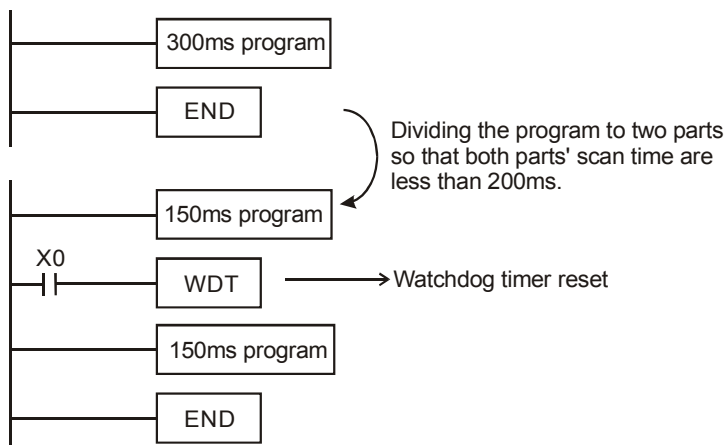 300ms program
END
Dividing the program to two parts
so that both parts' scan time are
less than 200ms.
150ms program
X0
WDT
Watchdog timer reset
150ms program
END